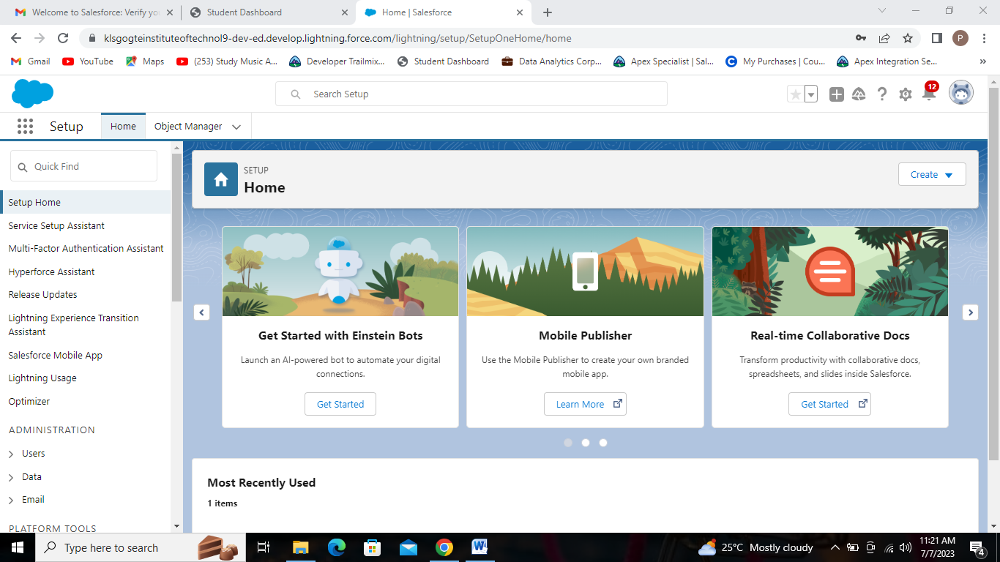 Welcome to Salesforce: Verify you
Student Dashboard
Home | Salesforce
klsgogteinstituteoftechnol9-dev-ed.develop.lightning.force.com/lightning/setup/SetupOneHome/home
P
Gmail
YouTube
Maps
(253) Study Music A...
Developer Trailmix...
Student Dashboard
Data Analytics Corp...
Apex Specialist | Sal...
My Purchases | Cou...
Apex Integration Se...
Search Setup
12
Setup
Home
Object Manager
Quick Find
Setup Home
Service Setup Assistant
Multi-Factor Authentication Assistant
Hyperforce Assistant
Release Updates
Lightning Experience Transition
Assistant
Salesforce Mobile App
Lightning Usage
Optimizer
ADMINISTRATION
Users
Data
Email
PLATFORM TOOLS
SETUP
Home
Create
Get Started with Einstein Bots
Launch an AI-powered bot to automate your digital
connections.
Get Started
Mobile Publisher
Use the Mobile Publisher to create your own branded
mobile app.
Learn More
Real-time Collaborative Docs
Transform productivity with collaborative docs,
spreadsheets, and slides inside Salesforce.
Get Started
Most Recently Used
1 items
Type here to search
25°C Mostly cloudy
11:21 AM
7/7/2023
4